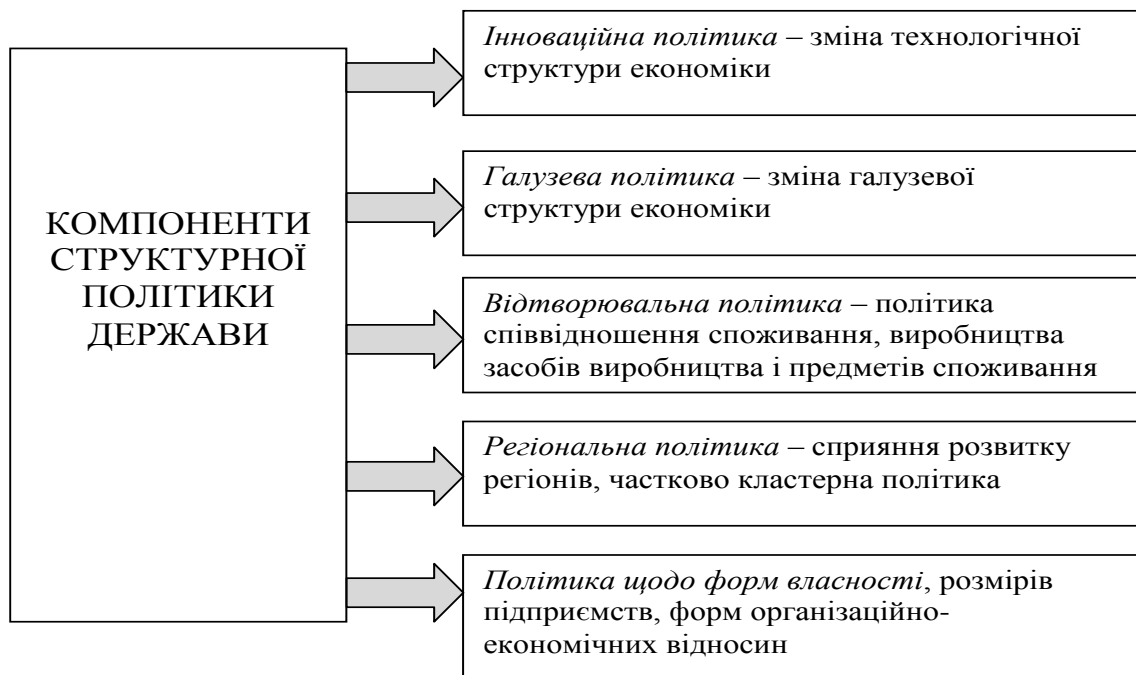 КОМПОНЕНТИ
СТРУКТУРНОЇ
ПОЛІТИКИ
ДЕРЖАВИ
Інноваційна політика – зміна технологічної
структури економіки
Галузева політика – зміна галузевої
структури економіки
Відтворювальна політика – політика
співвідношення споживання, виробництва
засобів виробництва і предметів споживання
Регіональна політика – сприяння розвитку
регіонів, частково кластерна політика
Політика щодо форм власності, розмірів
підприємств, форм організаційно-
економічних відносин